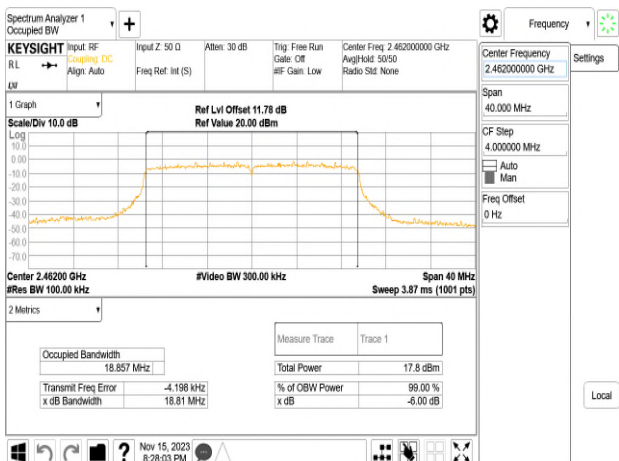 Spectrum Analyzer 1
Occupied BW
Frequency
KEYSIGHT Input: RF Input Z: 50 Ω Atten: 30 dB Trig: Free Run Center Freq: 2.462000000 GHz
RL Coupling: DC Gate: Off Avg|Hold: 50/50
Align: Auto Freq Ref: Int (S) #IF Gain: Low Radio Std: None
LXI
Center Frequency
2.462000000 GHz
Settings
Span
40.000 MHz
CF Step
4.000000 MHz
Auto
Man
Freq Offset
0 Hz
Local
1 Graph
Ref Lvl Offset 11.78 dB
Scale/Div 10.0 dB Ref Value 20.00 dBm
Log
10.0
0.00
-10.0
-20.0
-30.0
-40.0
-50.0
-60.0
-70.0
Center 2.46200 GHz #Video BW 300.00 kHz Span 40 MHz
#Res BW 100.00 kHz Sweep 3.87 ms (1001 pts)
2 Metrics
Measure Trace Trace 1
Occupied Bandwidth
18.857 MHz Total Power 17.8 dBm
Transmit Freq Error -4.198 kHz % of OBW Power 99.00 %
x dB Bandwidth 18.81 MHz x dB -6.00 dB
? Nov 15, 2023
8:28:03 PM